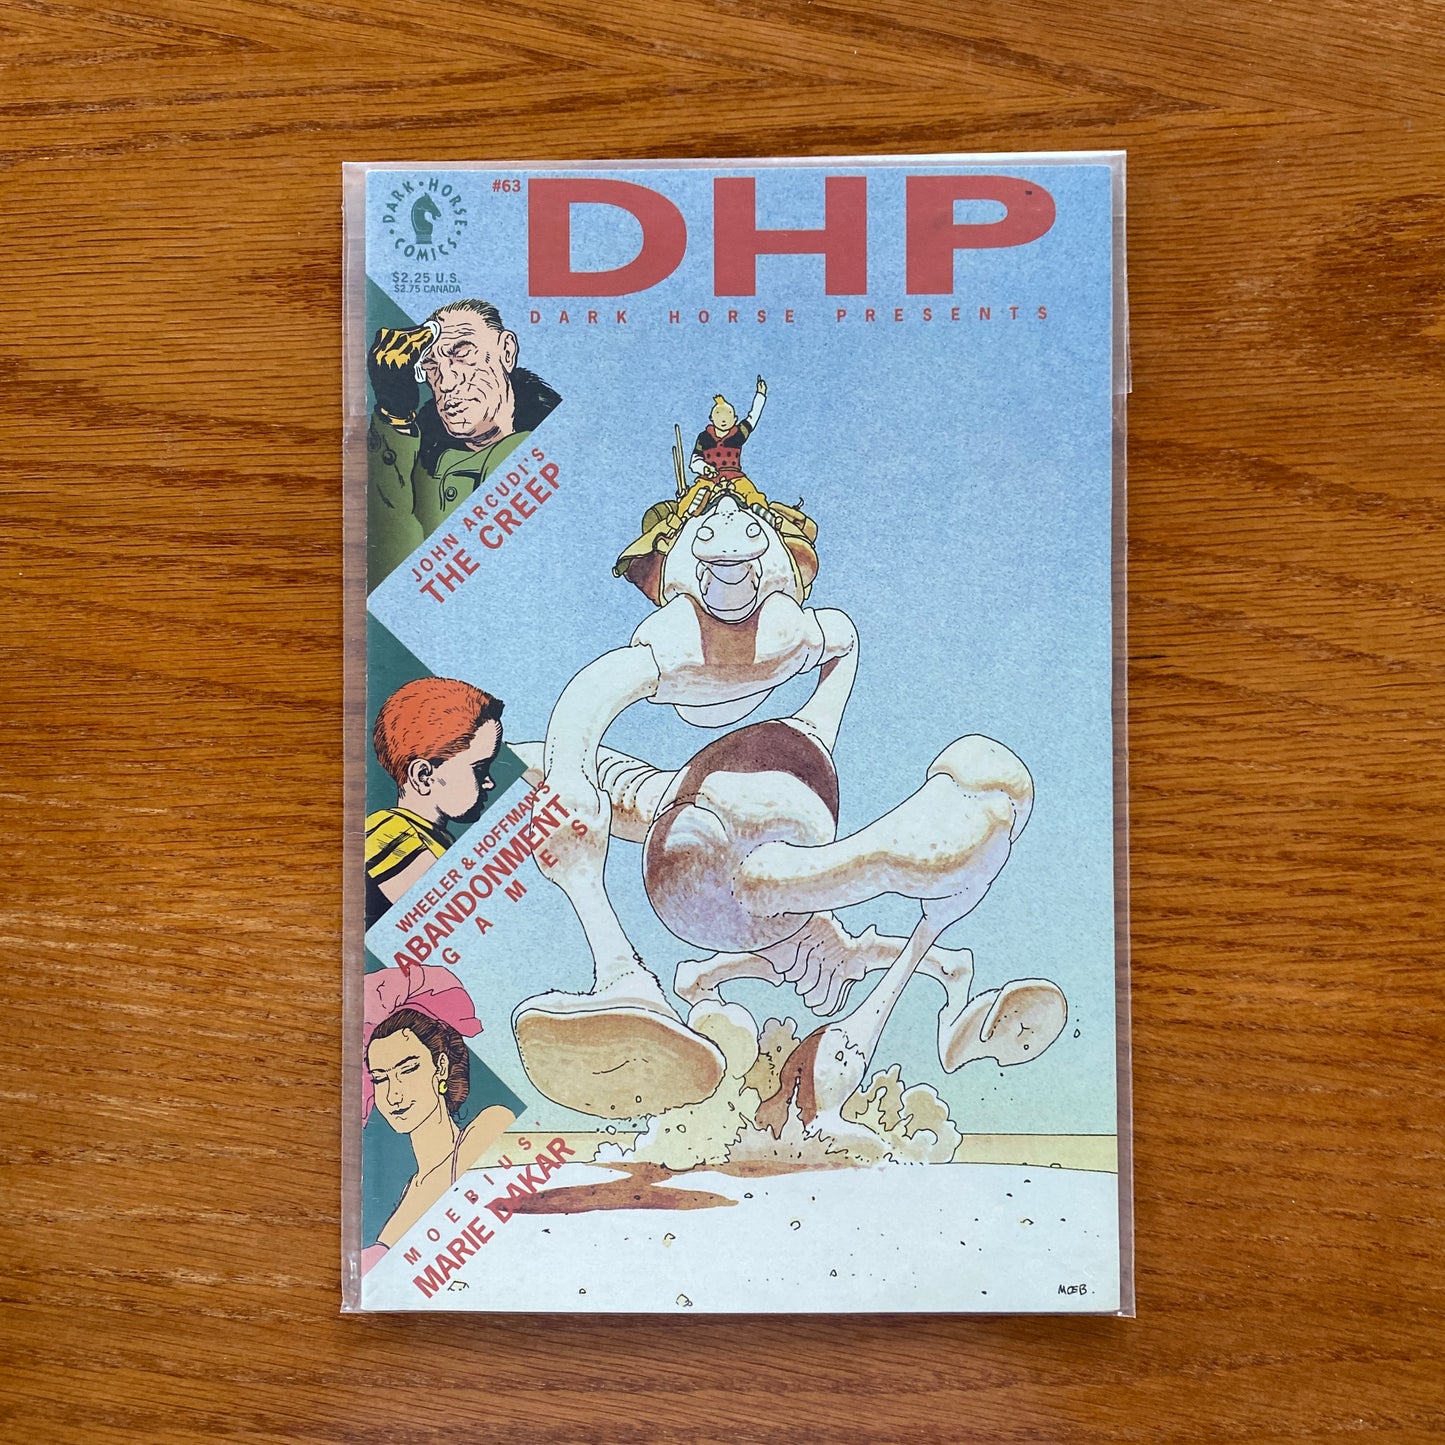 DARK • HORSE • COMICS •
#63
DHP
$2.25 U.S.
$2.75 CANADA
DARK HORSE PRESENTS
JOHN ARCUDI'S
THE CREEP
WHEELER & HOFFMAN'S
ABANDONMENT
GAMES
MOEBIUS
MARIE DAKAR
MŒB.